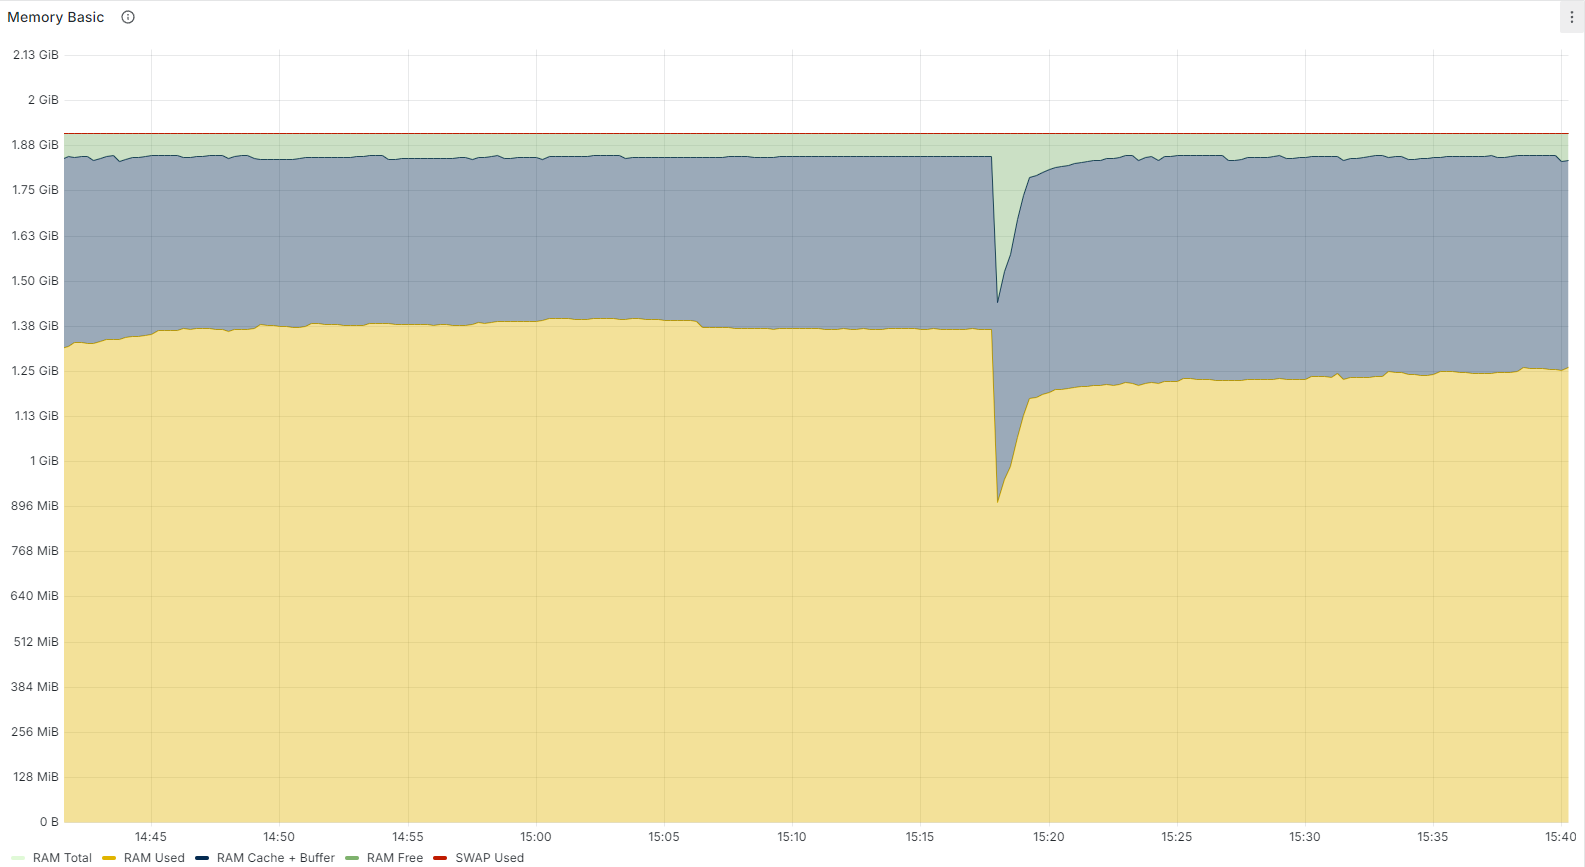 Memory Basic
2.13 GiB
2 GiB
1.88 GiB
1.75 GiB
1.63 GiB
1.50 GiB
1.38 GiB
1.25 GiB
1.13 GiB
1 GiB
896 MiB
768 MiB
640 MiB
512 MiB
384 MiB
256 MiB
128 MiB
0 B
14:45 14:50 14:55 15:00 15:05 15:10 15:15 15:20 15:25 15:30 15:35 15:40
RAM Total RAM Used RAM Cache + Buffer RAM Free SWAP Used